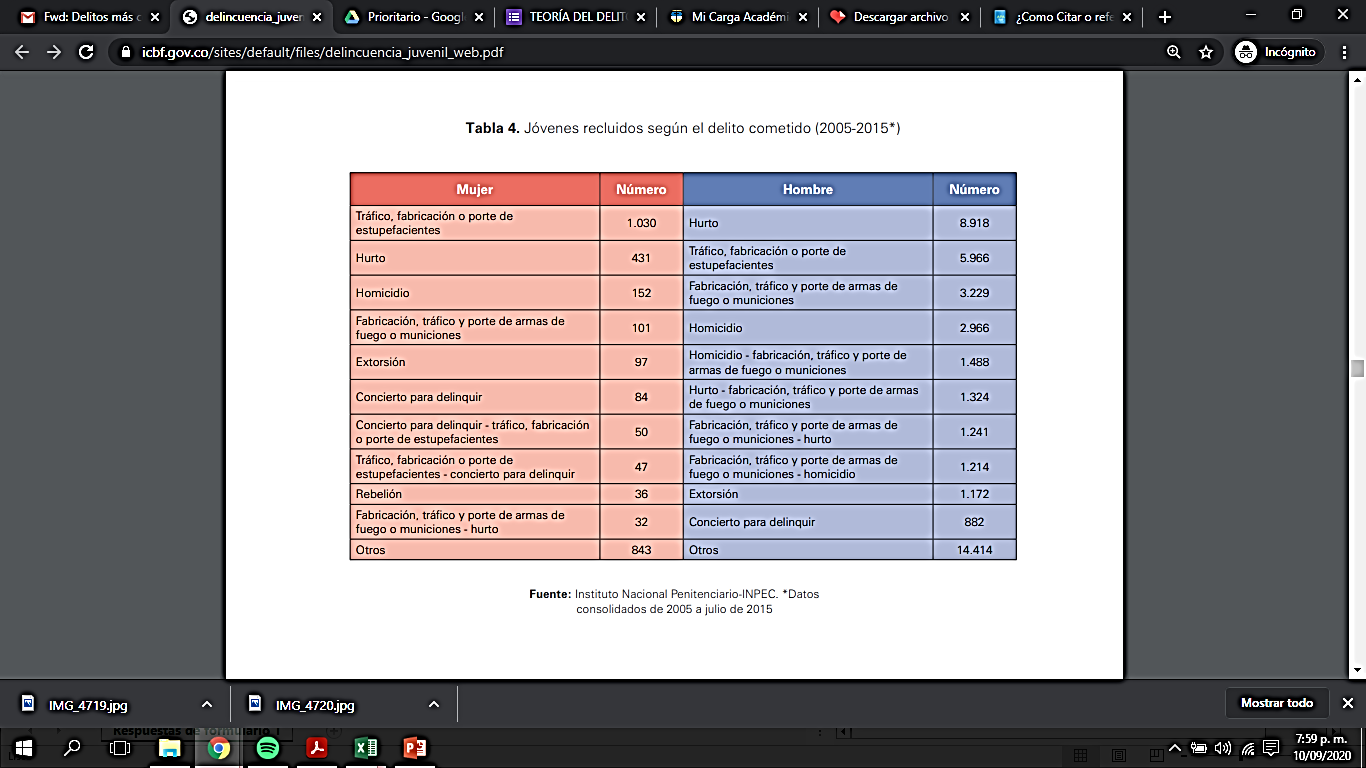 Fwd: Delitos más c
delincuencia_juven
Prioritario - Googl
TEORÍA DEL DELIT
Mi Carga Académi
Descargar archivo
¿Como Citar o refe
icbf.gov.co/sites/default/files/delincuencia_juvenil_web.pdf
Incógnito
Tabla 4. Jóvenes recluidos según el delito cometido (2005-2015*)
Mujer Número Hombre Número
Tráfico, fabricación o porte de
estupefacientes
1.030
Hurto
8.918
Hurto
431
Tráfico, fabricación o porte de
estupefacientes
5.966
Homicidio
152
Fabricación, tráfico y porte de armas de
fuego o municiones
3.229
Fabricación, tráfico y porte de armas de
fuego o municiones
101
Homicidio
2.966
Extorsión
97
Homicidio - fabricación, tráfico y porte de
armas de fuego o municiones
1.488
Concierto para delinquir
84
Hurto - fabricación, tráfico y porte de armas
de fuego o municiones
1.324
Concierto para delinquir - tráfico, fabricación
o porte de estupefacientes
50
Fabricación, tráfico y porte de armas de
fuego o municiones - hurto
1.241
Tráfico, fabricación o porte de
estupefacientes - concierto para delinquir
47
Fabricación, tráfico y porte de armas de
fuego o municiones - homicidio
1.214
Rebelión
36
Extorsión
1.172
Fabricación, tráfico y porte de armas de
fuego o municiones - hurto
32
Concierto para delinquir
882
Otros
843
Otros
14.414
Fuente: Instituto Nacional Penitenciario-INPEC. *Datos
consolidados de 2005 a julio de 2015
IMG_4719.jpg
IMG_4720.jpg
Mostrar todo
Respuestas de formulario 1
7:59 p. m.
10/09/2020